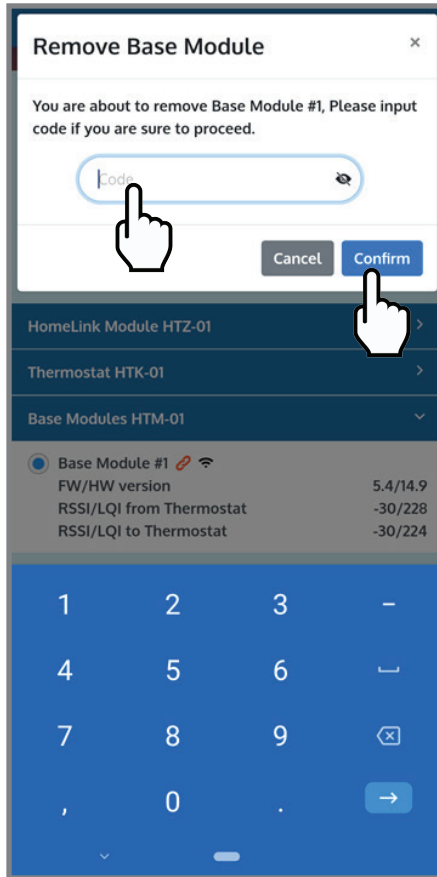 Remove Base Module ×
You are about to remove Base Module #1, Please input
code if you are sure to proceed.
Code
Cancel Confirm
HomeLink Module HTZ-01
Thermostat HTK-01
Base Modules HTM-01
Base Module #1
FW/HW version 5.4/14.9
RSSI/LQI from Thermostat -30/228
RSSI/LQI to Thermostat -30/224
1 2 3 -
4 5 6
7 8 9
, 0 .